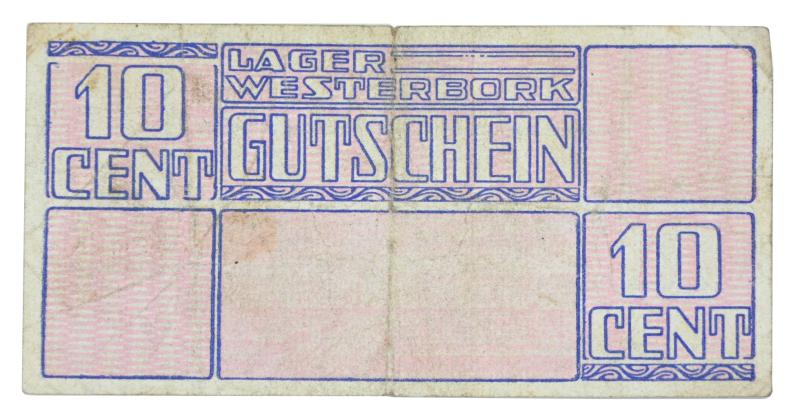 10
CENT
LAGER
WESTERBORK
GUTSCHEIN
10
CENT